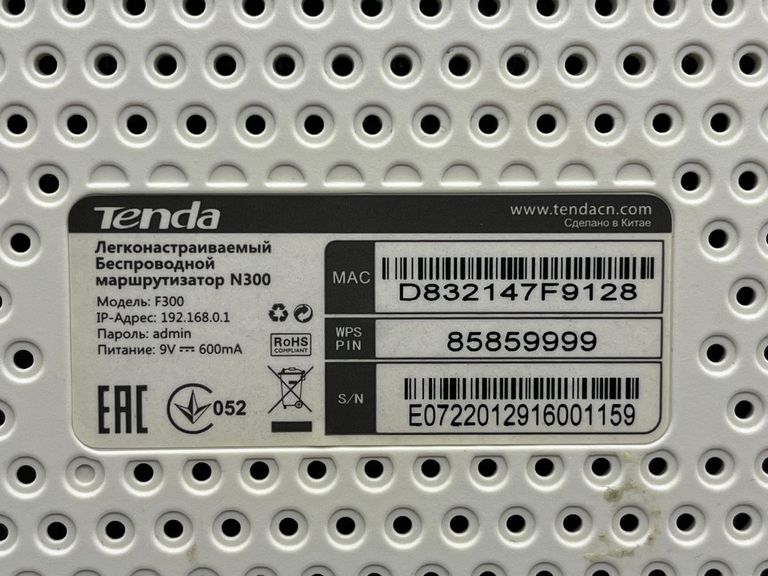 Tenda
www.tendacn.com
Сделано в Китае
Легконастраиваемый
Беспроводной
маршрутизатор N300
Модель: F300
IP-Адрес: 192.168.0.1
Пароль: admin
Питание: 9V ⎓ 600mA
RoHS
COMPLIANT
EAC
052
MAC
D832147F9128
WPS
PIN
85859999
S/N
E0722012916001159